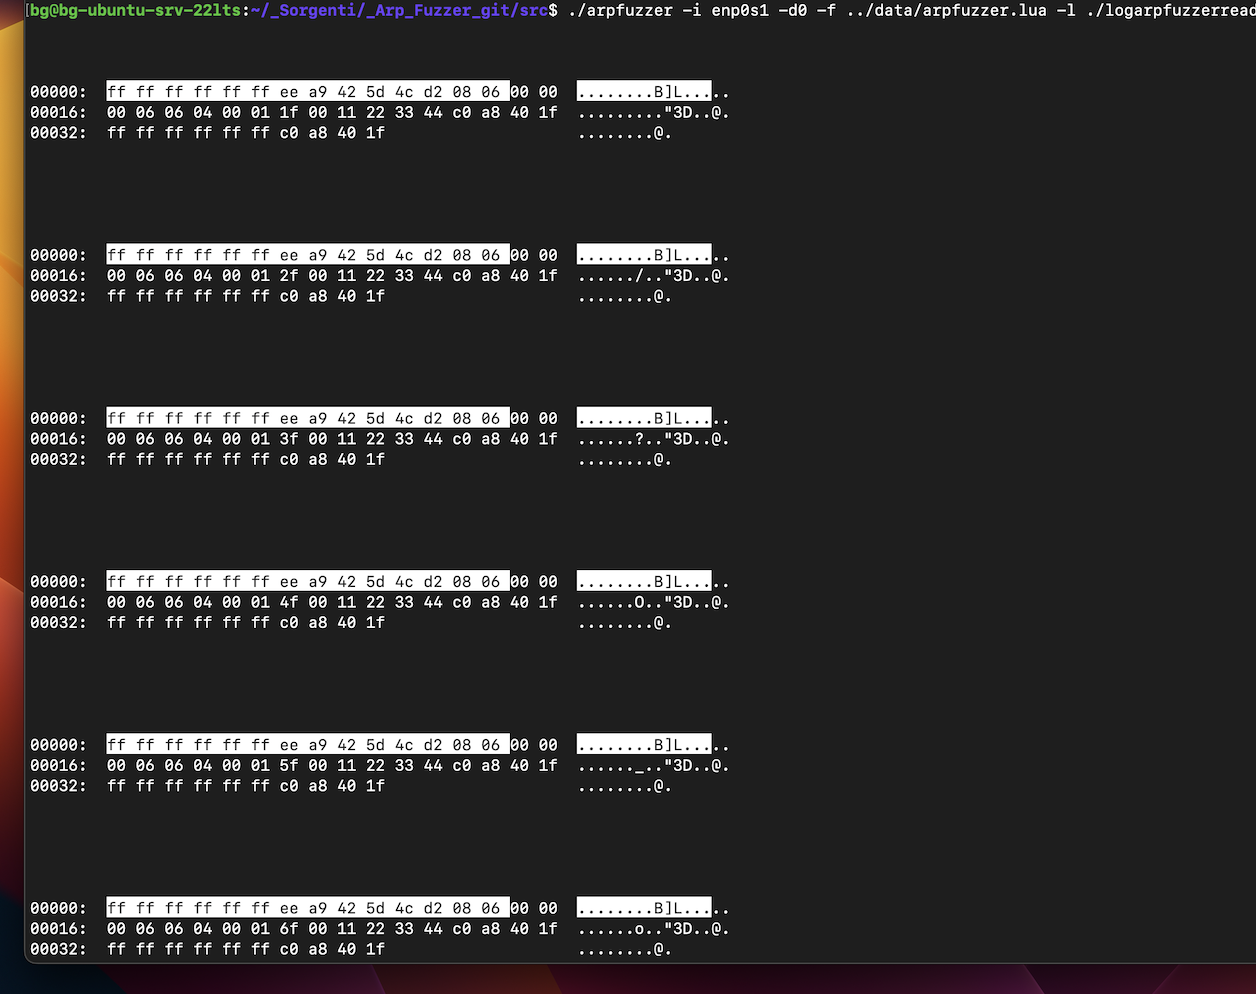 [bg@bg-ubuntu-srv-22lts:~/_Sorgenti/_Arp_Fuzzer_git/src$ ./arpfuzzer -i enp0s1 -d0 -f ../data/arpfuzzer.lua -l ./logarpfuzzerread
00000:  ff ff ff ff ff ff ee a9 42 5d 4c d2 08 06 00 00  ........B]L.....
00016:  00 06 06 04 00 01 1f 00 11 22 33 44 c0 a8 40 1f  ........."3D..@.
00032:  ff ff ff ff ff ff c0 a8 40 1f  ........@.
00000:  ff ff ff ff ff ff ee a9 42 5d 4c d2 08 06 00 00  ........B]L.....
00016:  00 06 06 04 00 01 2f 00 11 22 33 44 c0 a8 40 1f  ....../.."3D..@.
00032:  ff ff ff ff ff ff c0 a8 40 1f  ........@.
00000:  ff ff ff ff ff ff ee a9 42 5d 4c d2 08 06 00 00  ........B]L.....
00016:  00 06 06 04 00 01 3f 00 11 22 33 44 c0 a8 40 1f  ......?.."3D..@.
00032:  ff ff ff ff ff ff c0 a8 40 1f  ........@.
00000:  ff ff ff ff ff ff ee a9 42 5d 4c d2 08 06 00 00  ........B]L.....
00016:  00 06 06 04 00 01 4f 00 11 22 33 44 c0 a8 40 1f  ......O.."3D..@.
00032:  ff ff ff ff ff ff c0 a8 40 1f  ........@.
00000:  ff ff ff ff ff ff ee a9 42 5d 4c d2 08 06 00 00  ........B]L.....
00016:  00 06 06 04 00 01 5f 00 11 22 33 44 c0 a8 40 1f  ......_.."3D..@.
00032:  ff ff ff ff ff ff c0 a8 40 1f  ........@.
00000:  ff ff ff ff ff ff ee a9 42 5d 4c d2 08 06 00 00  ........B]L.....
00016:  00 06 06 04 00 01 6f 00 11 22 33 44 c0 a8 40 1f  ......o.."3D..@.
00032:  ff ff ff ff ff ff c0 a8 40 1f  ........@.